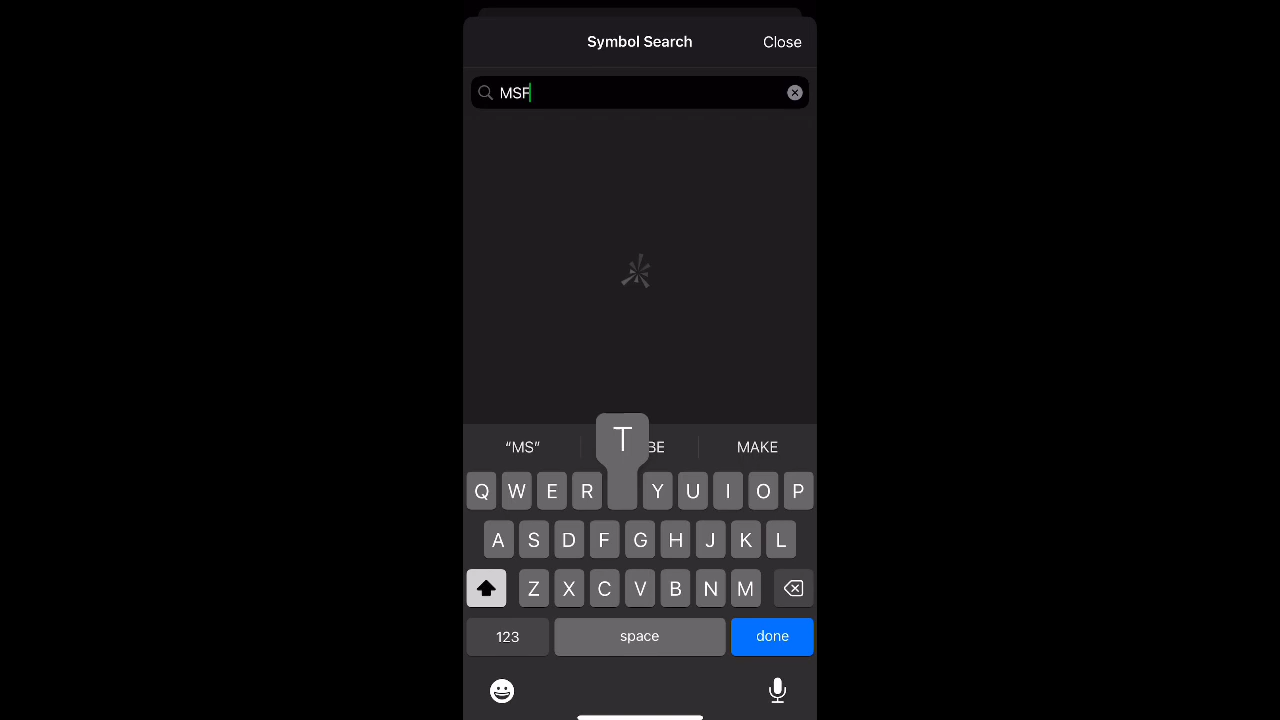 Symbol Search Close
MSF
“MS” BE MAKE
T
Q W E R Y U I O P
A S D F G H J K L
Z X C V B N M
123 space done